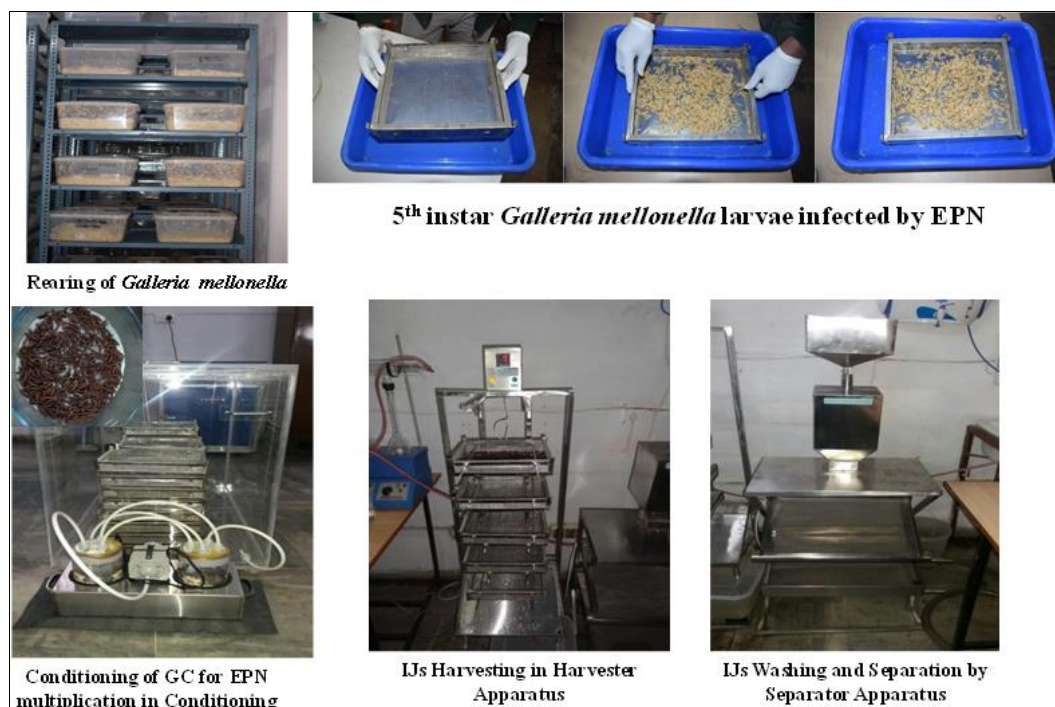 5th instar Galleria mellonella larvae infected by EPN
Rearing of Galleria mellonella
Conditioning of GC for EPN
multiplication in Conditioning
IJs Harvesting in Harvester
Apparatus
IJs Washing and Separation by
Separator Apparatus